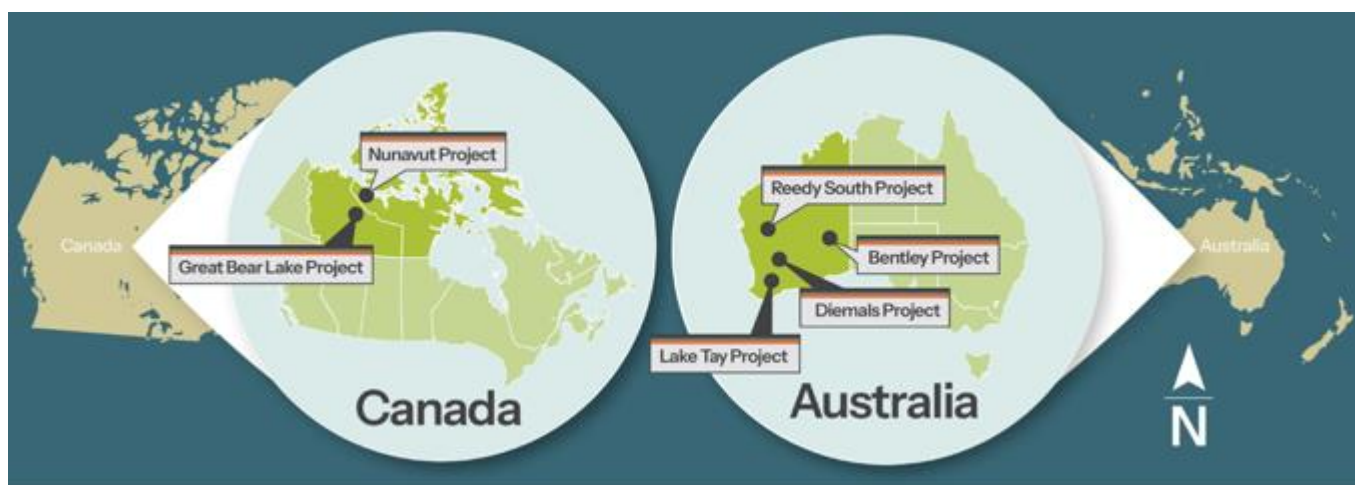 Canada
Nunavut Project
Great Bear Lake Project
Canada
Reedy South Project
Bentley Project
Diemals Project
Lake Tay Project
Australia
Australia
N